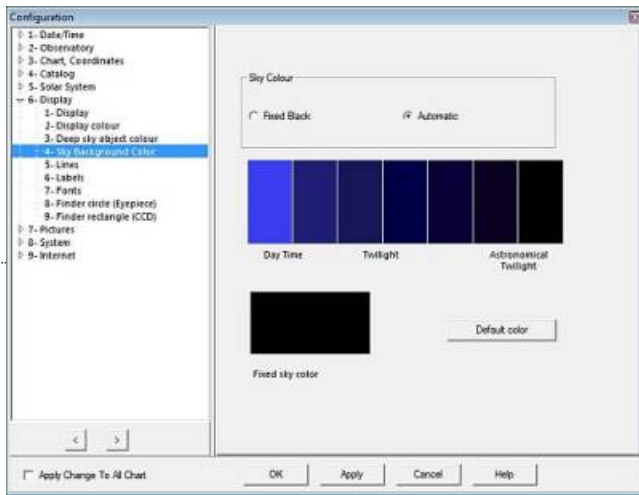 Configuration
1- Date/Time
2- Observatory
3- Chart, Coordinates
4- Catalog
5- Solar System
6- Display
1- Display
2- Display colour
3- Deep sky object colour
4- Sky Background Color
5- Lines
6- Labels
7- Fonts
8- Finder circle (Eyepiece)
9- Finder rectangle (CCD)
7- Pictures
8- System
9- Internet
< >
Sky Colour
Fixed Black Automatic
Day Time Twilight Astronomical
Twilight
Default color
Fixed sky color
Apply Change To All Chart OK Apply Cancel Help